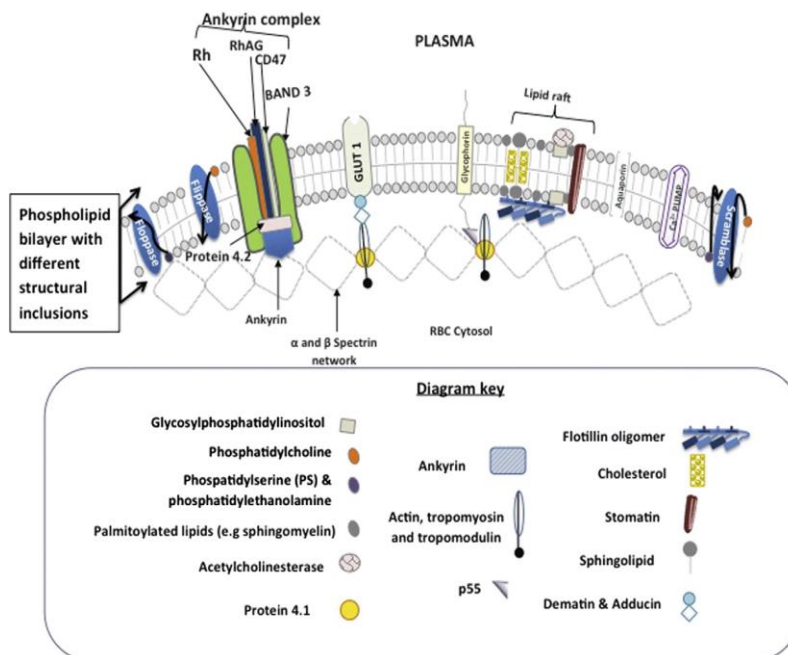 Ankyrin complex
RhAG
Rh
CD47
BAND 3
PLASMA
Lipid raft
Phospholipid
bilayer with
different
structural
inclusions
Floppase
Flippase
Protein 4.2
Ankyrin
GLUT 1
α and β Spectrin
network
Glycophorin
RBC Cytosol
Aquaporin
Ca²⁺ PUMP
Scramblase
Diagram key
Glycosylphosphatidylinositol
Phosphatidylcholine
Phospatidylserine (PS) &
phosphatidylethanolamine
Palmitoylated lipids (e.g sphingomyelin)
Acetylcholinesterase
Protein 4.1
Ankyrin
Actin, tropomyosin
and tropomodulin
p55
Flotillin oligomer
Cholesterol
Stomatin
Sphingolipid
Dematin & Adducin